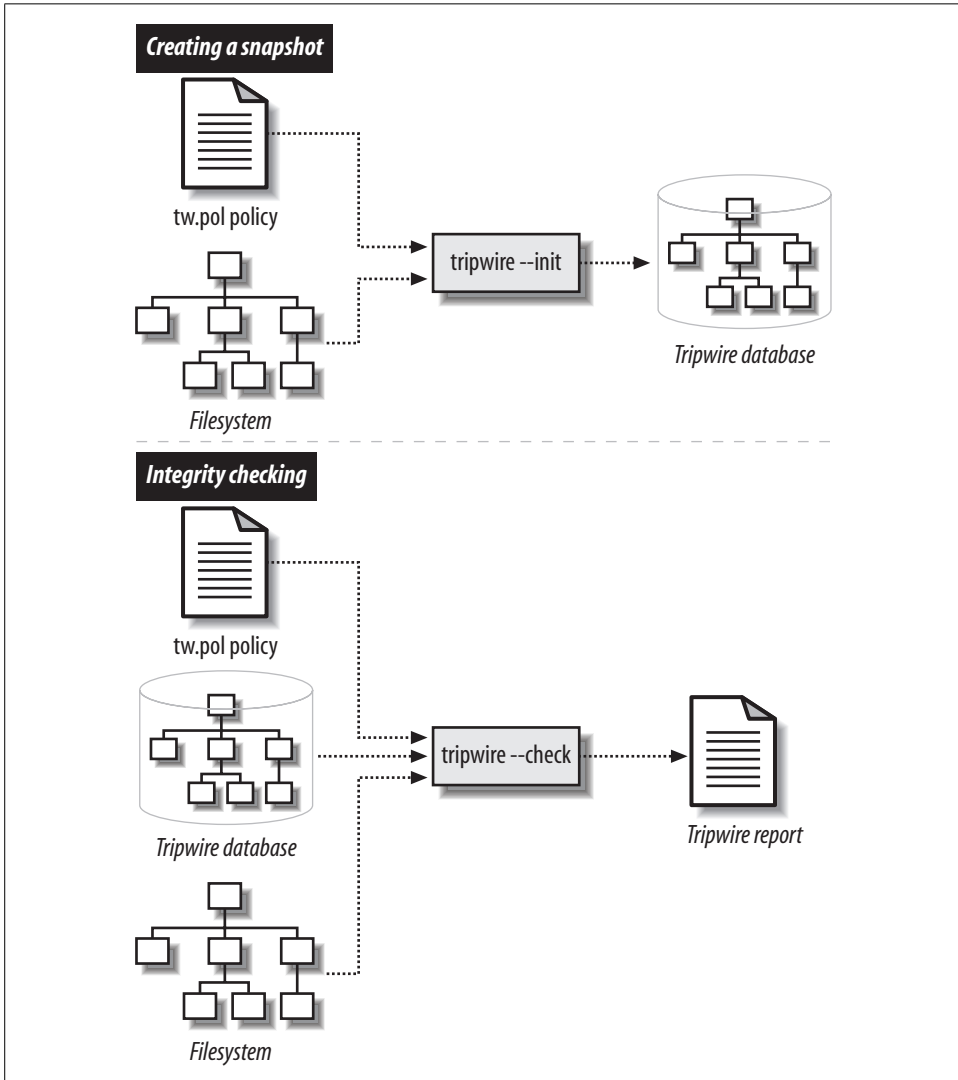 Creating a snapshot
tw.pol policy
tripwire --init
Filesystem
Tripwire database
Integrity checking
tw.pol policy
Tripwire database
tripwire --check
Tripwire report
Filesystem